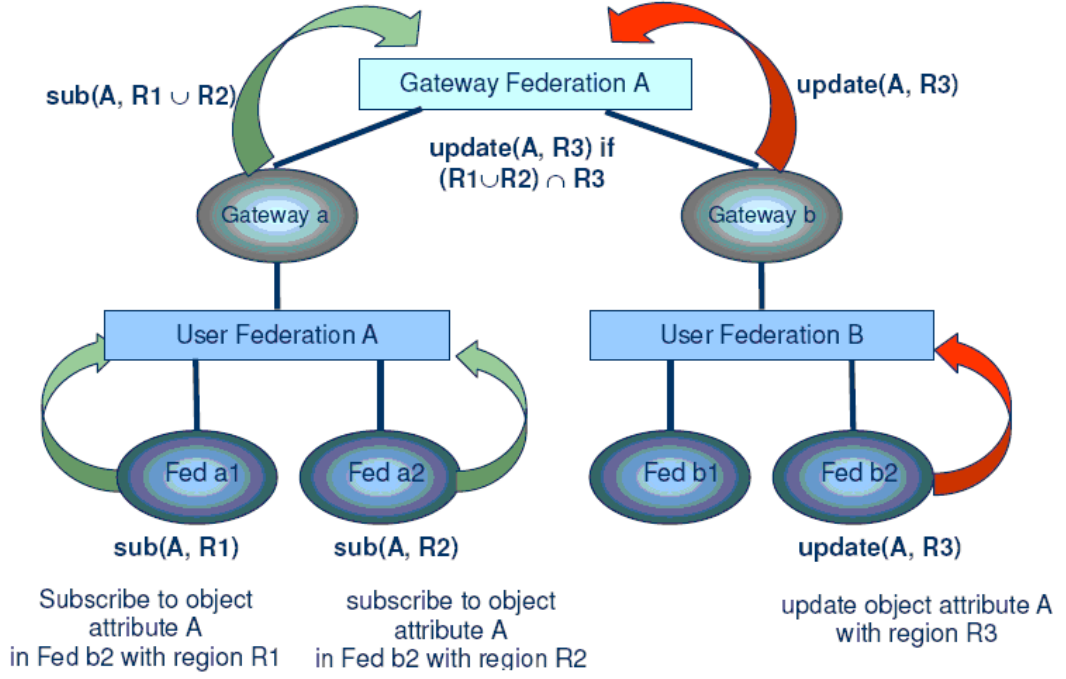 Gateway Federation A
sub(A, R1 ∪ R2)
update(A, R3)
update(A, R3) if
(R1∪R2) ∩ R3
Gateway a
Gateway b
User Federation A
User Federation B
Fed a1
Fed a2
Fed b1
Fed b2
sub(A, R1)
sub(A, R2)
update(A, R3)
Subscribe to object
attribute A
in Fed b2 with region R1
subscribe to object
attribute A
in Fed b2 with region R2
update object attribute A
with region R3